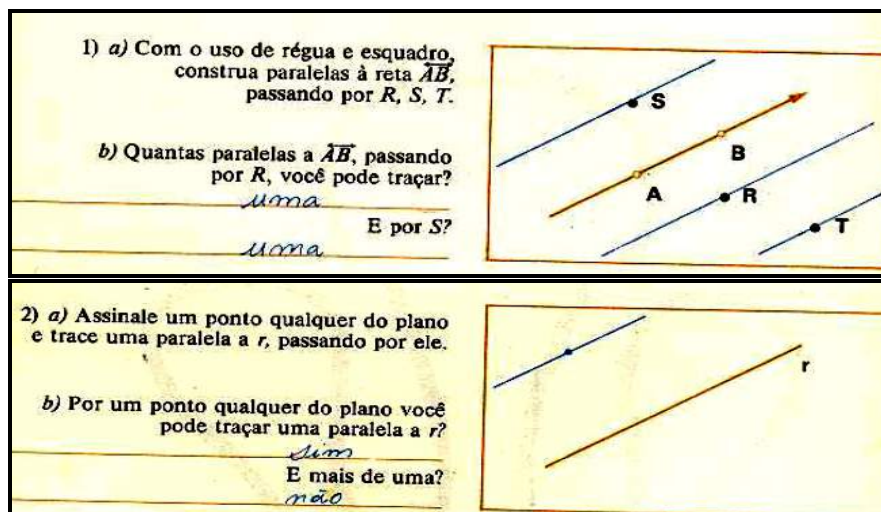 1) a) Com o uso de régua e esquadro,
construa paralelas à reta AB,
passando por R, S, T.
b) Quantas paralelas a AB, passando
por R, você pode traçar?
uma
E por S?
uma
S
B
A
R
T
2) a) Assinale um ponto qualquer do plano
e trace uma paralela a r, passando por ele.
b) Por um ponto qualquer do plano você
pode traçar uma paralela a r?
sim
E mais de uma?
não
r